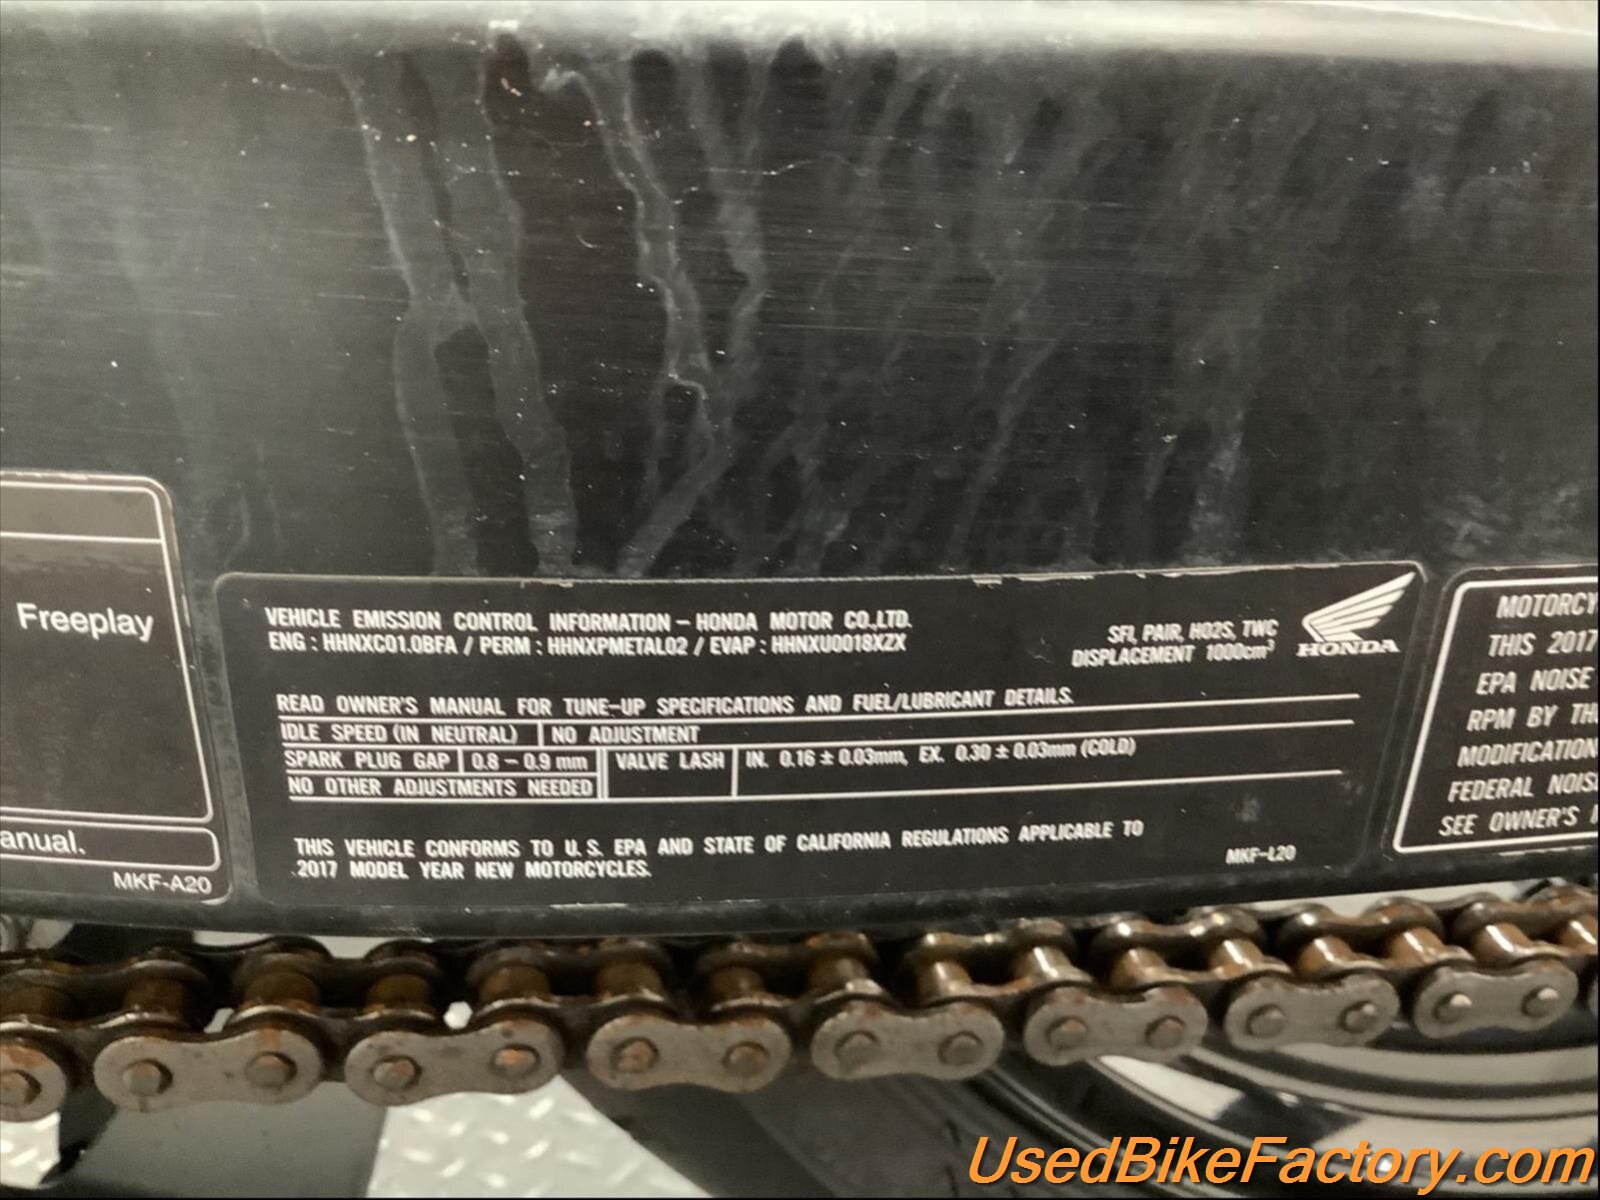 Freeplay
anual.
MKF-A20
VEHICLE EMISSION CONTROL INFORMATION – HONDA MOTOR CO.,LTD.
ENG : HHNXC01.0BFA / PERM : HHNXPMETAL02 / EVAP : HHNXU0018XZX
SFI, PAIR, HO2S, TWC
DISPLACEMENT 1000cm³
HONDA
READ OWNER'S MANUAL FOR TUNE–UP SPECIFICATIONS AND FUEL/LUBRICANT DETAILS.
IDLE SPEED (IN NEUTRAL) NO ADJUSTMENT
SPARK PLUG GAP 0.8 – 0.9 mm VALVE LASH IN. 0.16 ± 0.03mm, EX. 0.30 ± 0.03mm (COLD)
NO OTHER ADJUSTMENTS NEEDED
THIS VEHICLE CONFORMS TO U.S. EPA AND STATE OF CALIFORNIA REGULATIONS APPLICABLE TO
2017 MODEL YEAR NEW MOTORCYCLES.
MKF–L20
MOTORCY
THIS 2017
EPA NOISE
RPM BY TH
MODIFICATION
FEDERAL NOIS
SEE OWNER'S
UsedBikeFactory.com